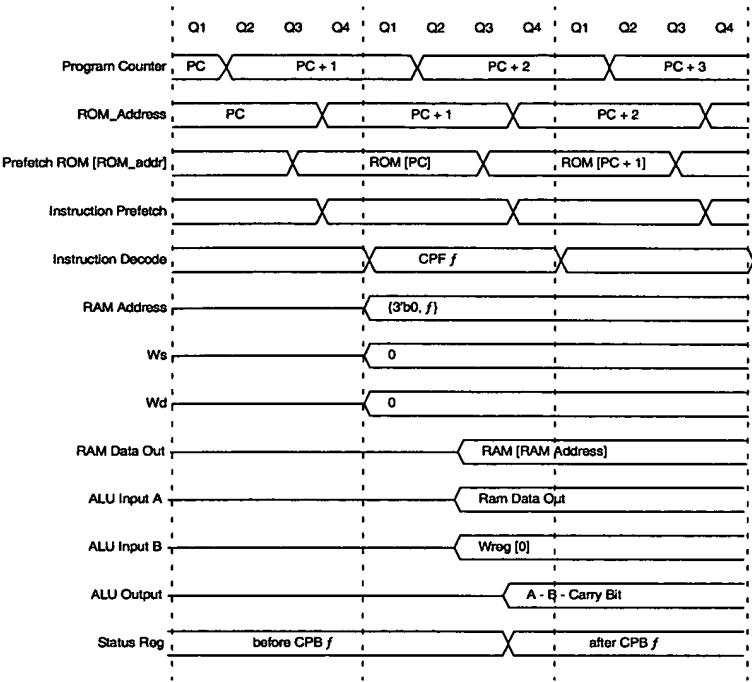 Q1 Q2 Q3 Q4 Q1 Q2 Q3 Q4 Q1 Q2 Q3 Q4
Program Counter PC PC + 1 PC + 2 PC + 3
ROM_Address PC PC + 1 PC + 2
Prefetch ROM [ROM_addr] ROM [PC] ROM [PC + 1]
Instruction Prefetch
Instruction Decode CPF f
RAM Address {3'b0, f}
Ws 0
Wd 0
RAM Data Out RAM [RAM Address]
ALU Input A Ram Data Out
ALU Input B Wreg [0]
ALU Output A - B - Carry Bit
Status Reg before CPB f after CPB f